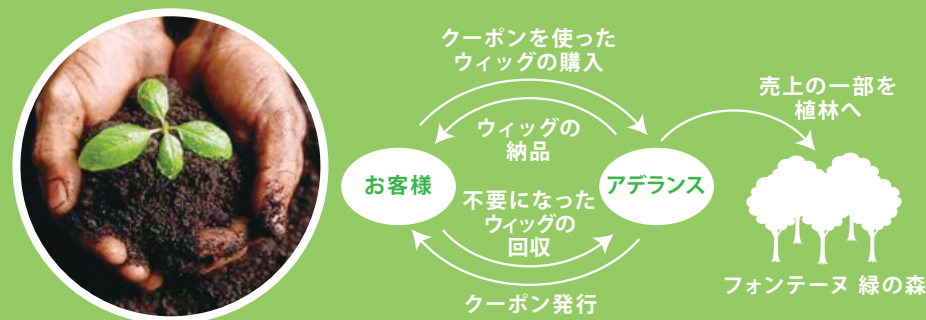 クーポンを使った
ウィッグの購入
売上の一部を
植林へ
ウィッグの
納品
お客様
アデランス
不要になった
ウィッグの
回収
クーポン発行
フォンテーヌ 緑の森